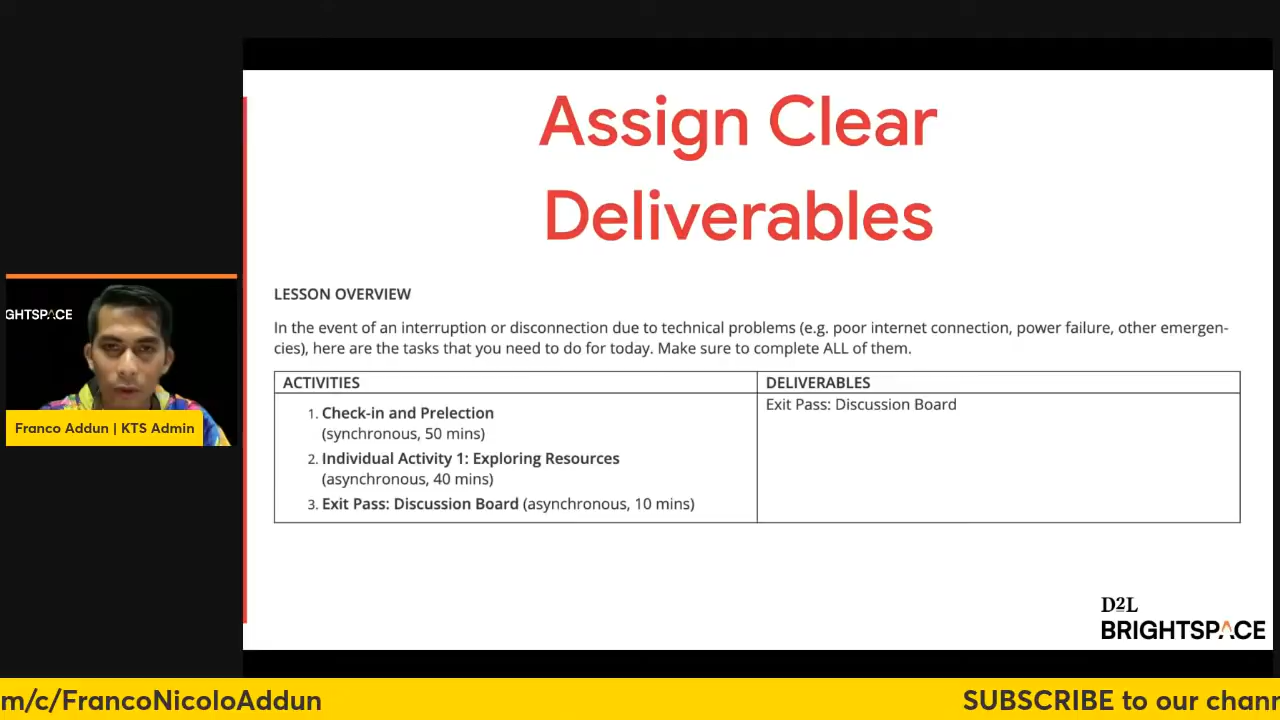 Assign Clear
Deliverables
LESSON OVERVIEW
In the event of an interruption or disconnection due to technical problems (e.g. poor internet connection, power failure, other emergen-
cies), here are the tasks that you need to do for today. Make sure to complete ALL of them.
ACTIVITIES
DELIVERABLES
1. Check-in and Prelection
(synchronous, 50 mins)
2. Individual Activity 1: Exploring Resources
(asynchronous, 40 mins)
3. Exit Pass: Discussion Board (asynchronous, 10 mins)
Exit Pass: Discussion Board
GHTSPACE
Franco Addun | KTS Admin
D2L
BRIGHTSPACE
m/c/FrancoNicoloAddun
SUBSCRIBE to our chann